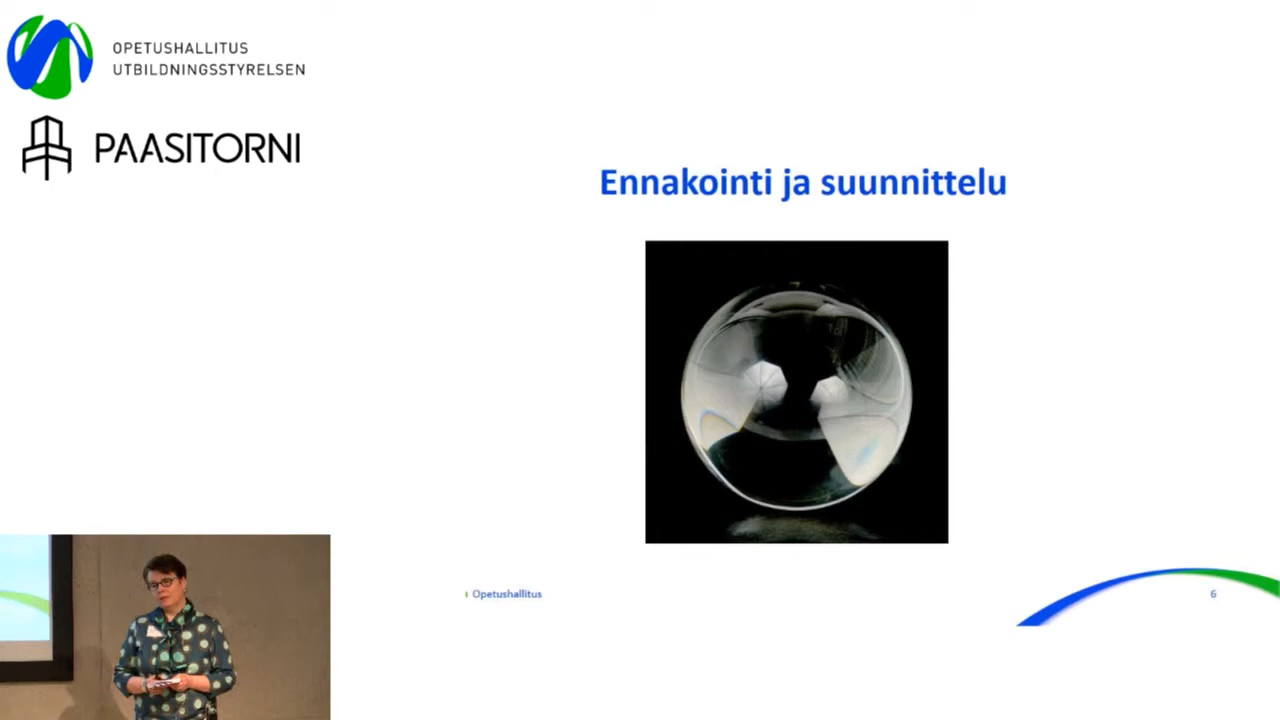 OPETUSHALLITUS
UTBILDNINGSSTYRELSEN
PAASITORNI
Ennakointi ja suunnittelu
Opetushallitus
6